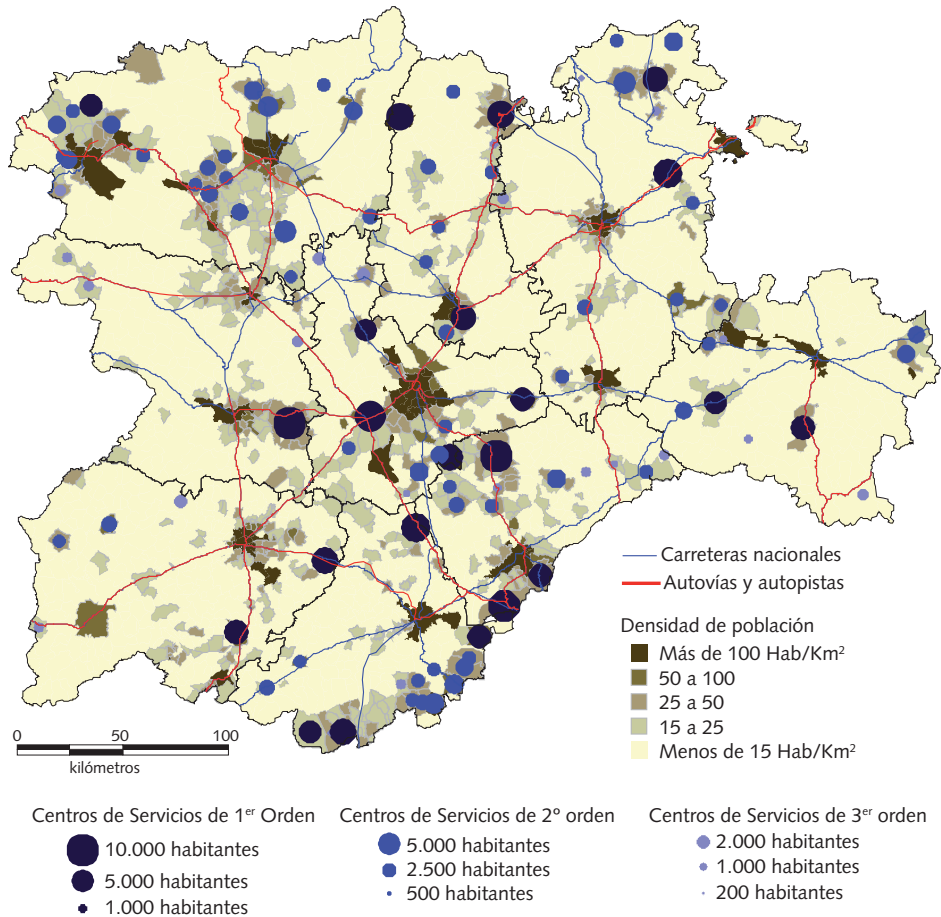 Carreteras nacionales
Autovías y autopistas
Densidad de población
Más de 100 Hab/Km²
50 a 100
25 a 50
15 a 25
Menos de 15 Hab/Km²
0 50 100
kilómetros
Centros de Servicios de 1er Orden
10.000 habitantes
5.000 habitantes
1.000 habitantes
Centros de Servicios de 2º orden
5.000 habitantes
2.500 habitantes
500 habitantes
Centros de Servicios de 3er orden
2.000 habitantes
1.000 habitantes
200 habitantes